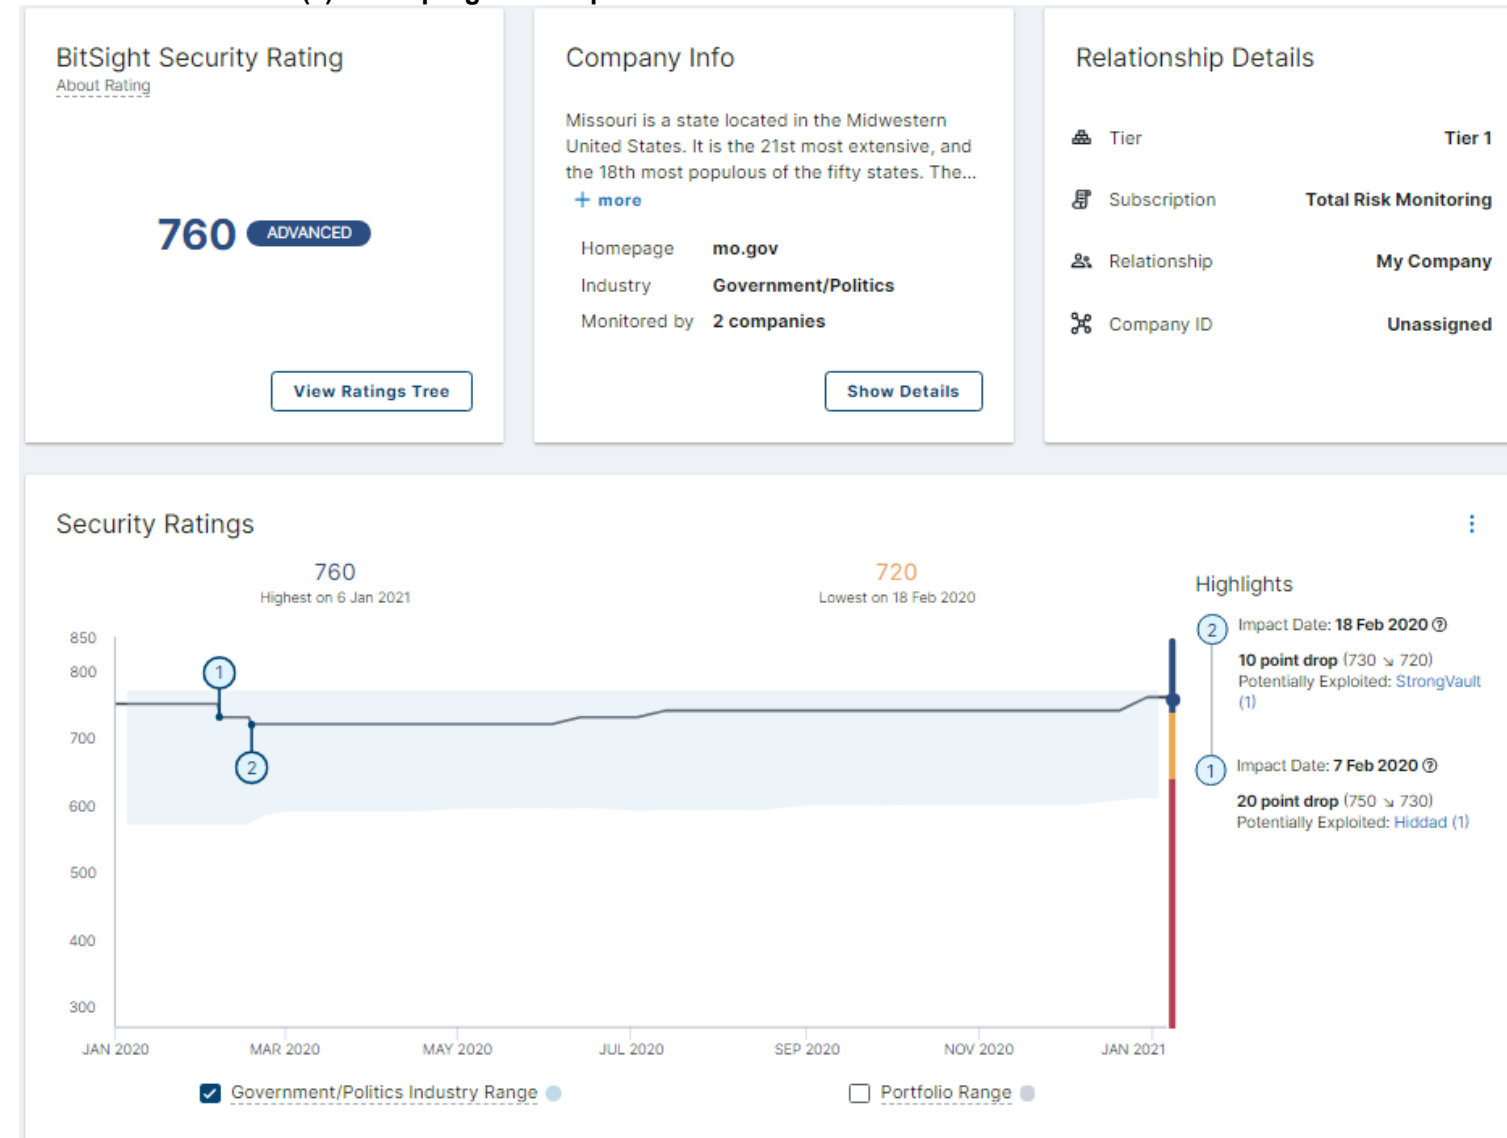 BitSight Security Rating
About Rating
760 ADVANCED
View Ratings Tree
Company Info
Missouri is a state located in the Midwestern
United States. It is the 21st most extensive, and
the 18th most populous of the fifty states. The...
+ more
Homepage mo.gov
Industry Government/Politics
Monitored by 2 companies
Show Details
Relationship Details
Tier Tier 1
Subscription Total Risk Monitoring
Relationship My Company
Company ID Unassigned
Security Ratings
760
Highest on 6 Jan 2021
720
Lowest on 18 Feb 2020
850
800
700
600
500
400
300
1
2
JAN 2020 MAR 2020 MAY 2020 JUL 2020 SEP 2020 NOV 2020 JAN 2021
Government/Politics Industry Range
Portfolio Range
Highlights
2 Impact Date: 18 Feb 2020 ?
10 point drop (730 ↘ 720)
Potentially Exploited: StrongVault
(1)
1 Impact Date: 7 Feb 2020 ?
20 point drop (750 ↘ 730)
Potentially Exploited: Hiddad (1)